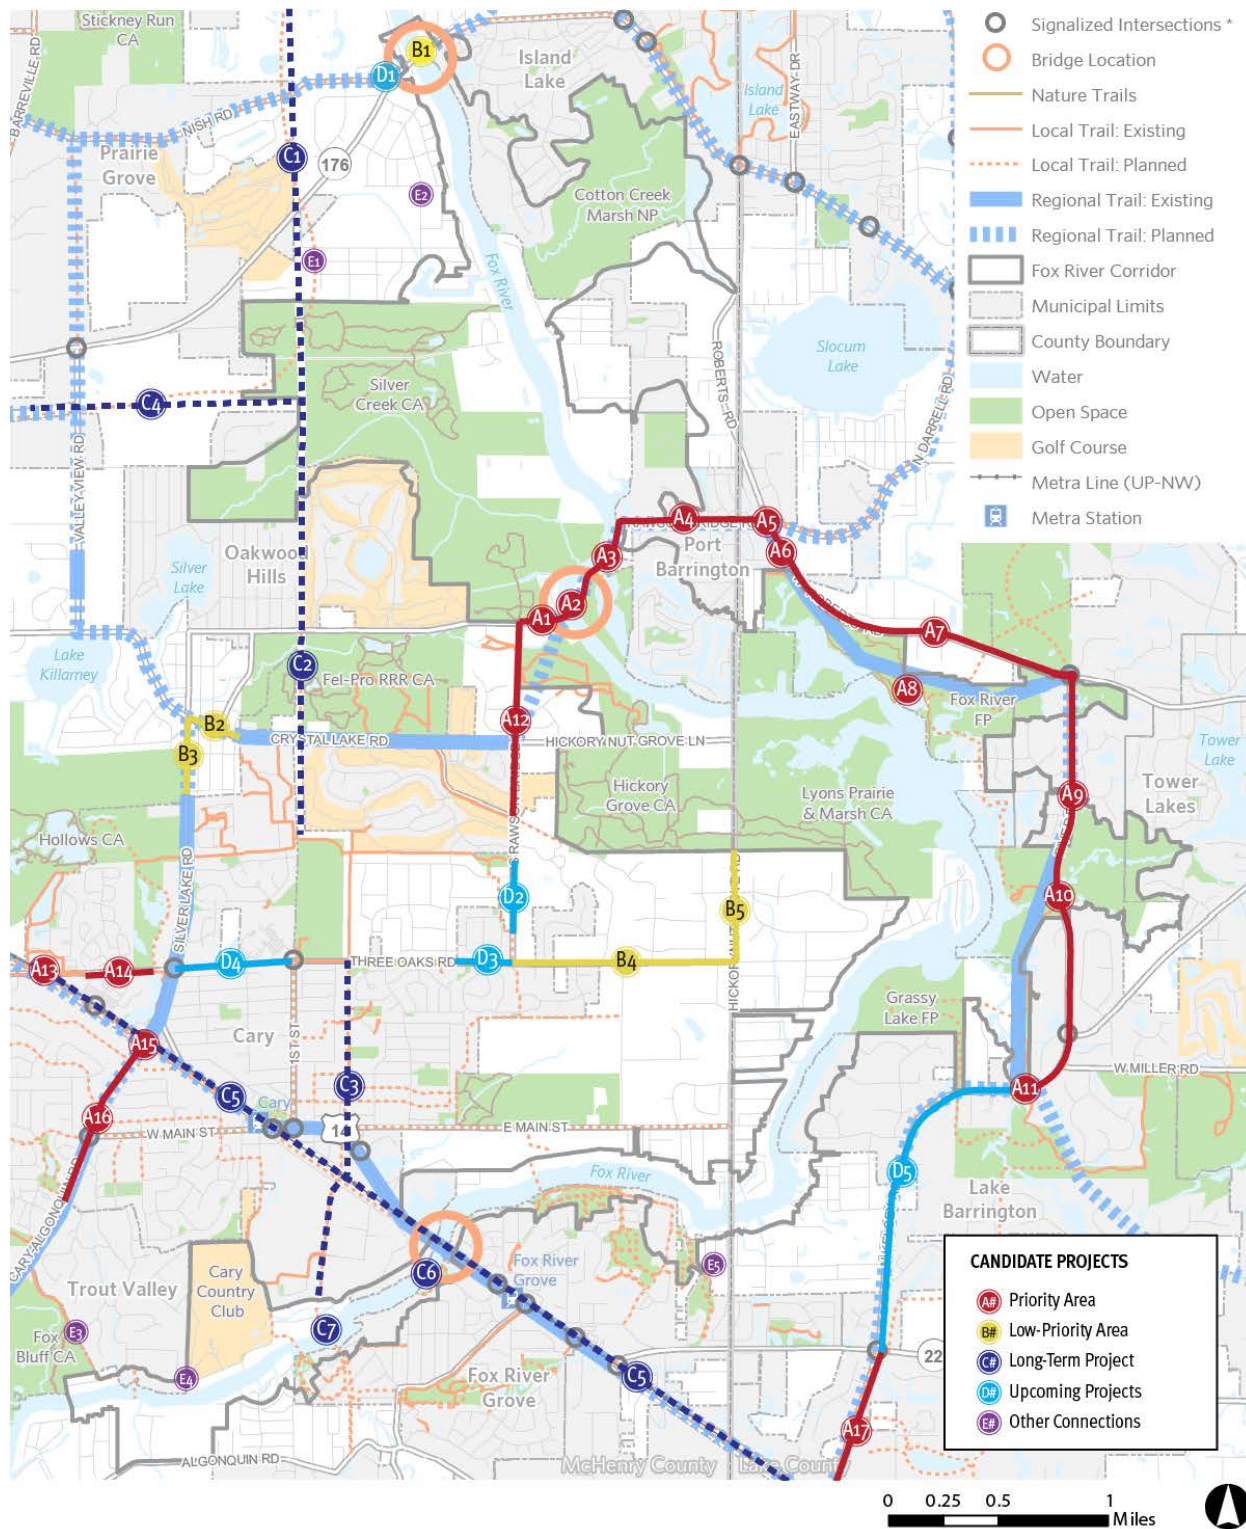 Stickney Run
CA
BARREVILLE RD
B1
D1
Island
Lake
Island
Lake
EASTWAY DR
NISH RD
Prairie
Grove
C1
176
E2
Cotton Creek
Marsh NP
E1
Fox River
Silver
Creek CA
Slocum
Lake
ROBERTS RD
N DARRELL RD
C4
VALLEY VIEW RD
Oakwood
Hills
Silver
Lake
A4
A5
A6
A3
Port
Barrington
A2
A1
A7
Lake
Killarney
C2
Fel-Pro RRR CA
A8
Fox River
FP
B2
A12
CRYSTAL LAKE RD
HICKORY NUT GROVE LN
B3
Tower
Lake
Hickory
Grove CA
Lyons Prairie
& Marsh CA
A9
Tower
Lakes
Hollows CA
SILVER LAKE RD
D2
B5
A10
A13
A14
D4
THREE OAKS RD
D3
B4
Grassy
Lake FP
Cary
1ST ST
A15
C3
C5
W MILLER RD
A11
A16
Cary
W MAIN ST
14
E MAIN ST
Fox River
D5
Lake
Barrington
CARY-ALGONQUIN RD
Trout Valley
Cary
Country
Club
Fox River
Grove
C6
E5
C7
Fox
Bluff CA
E3
E4
22
C5
Fox River
Grove
A17
ALGONQUIN RD
McHenry County
Signalized Intersections *
Bridge Location
Nature Trails
Local Trail: Existing
Local Trail: Planned
Regional Trail: Existing
Regional Trail: Planned
Fox River Corridor
Municipal Limits
County Boundary
Water
Open Space
Golf Course
Metra Line (UP-NW)
Metra Station
CANDIDATE PROJECTS
A# Priority Area
B# Low-Priority Area
C# Long-Term Project
D# Upcoming Projects
E# Other Connections
0 0.25 0.5 1
Miles